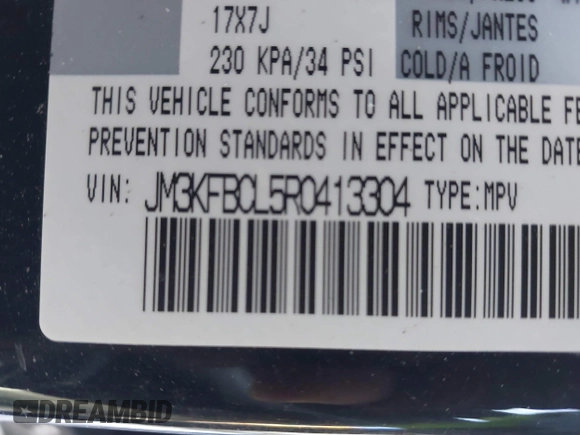 17X7J RIMS/JANTES
230 KPA/34 PSI COLD/A FROID
THIS VEHICLE CONFORMS TO ALL APPLICABLE FE
PREVENTION STANDARDS IN EFFECT ON THE DATE
VIN: JM3KFBCL5R0413304 TYPE:MPV
DREAMBID